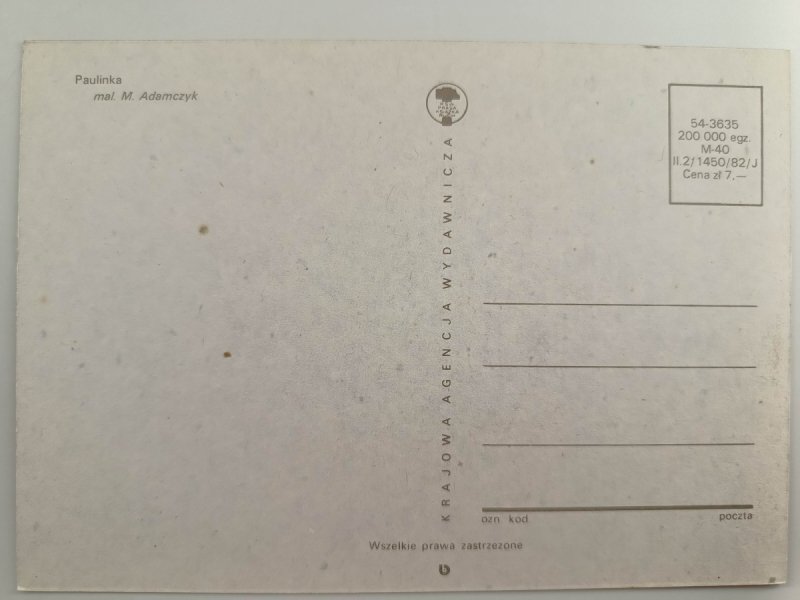 Paulinka
mal. M. Adamczyk
KRAJOWA AGENCJA WYDAWNICZA
54-3635
200 000 egz.
M-40
II.2/1450/82/J
Cena zł 7,—
ozn. kod.
poczta
Wszelkie prawa zastrzeżone